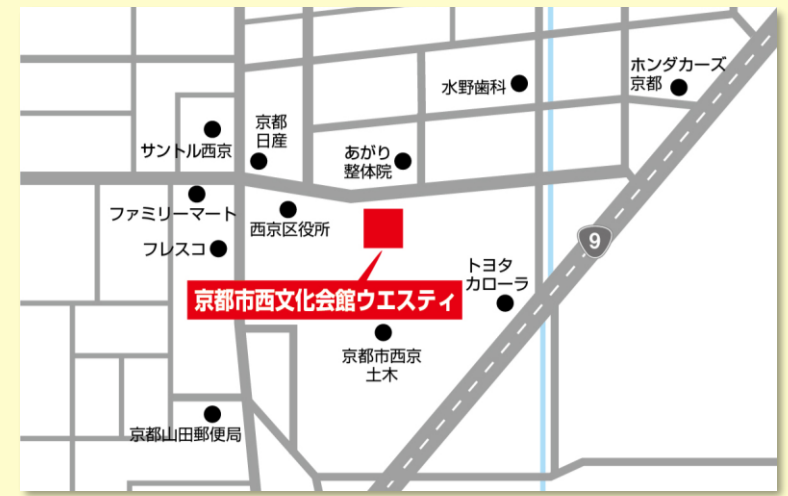 ホンダカーズ
京都
水野歯科
京都
日産
サントル西京
あがり
整体院
ファミリーマート
西京区役所
フレスコ
9
トヨタ
カローラ
京都市西文化会館ウエスティ
京都市西京
土木
京都山田郵便局